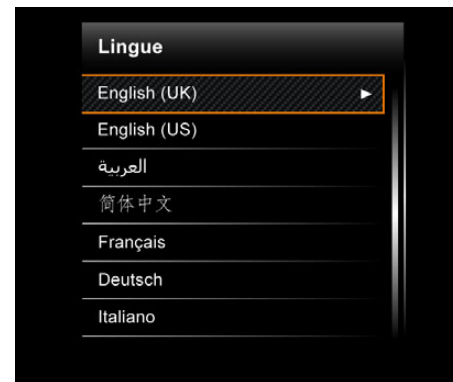 Lingue
English (UK)
English (US)
العربية
简体中文
Français
Deutsch
Italiano